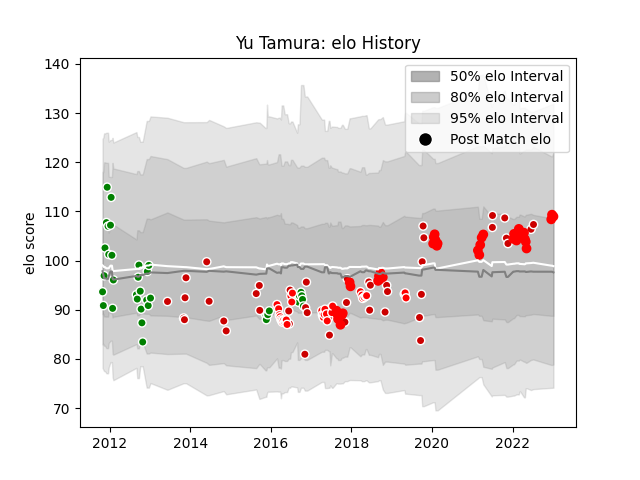 Yu Tamura: elo History
140
130
120
110
100
90
80
70
elo score
50% elo Interval
80% elo Interval
95% elo Interval
Post Match elo
2012 2014 2016 2018 2020 2022